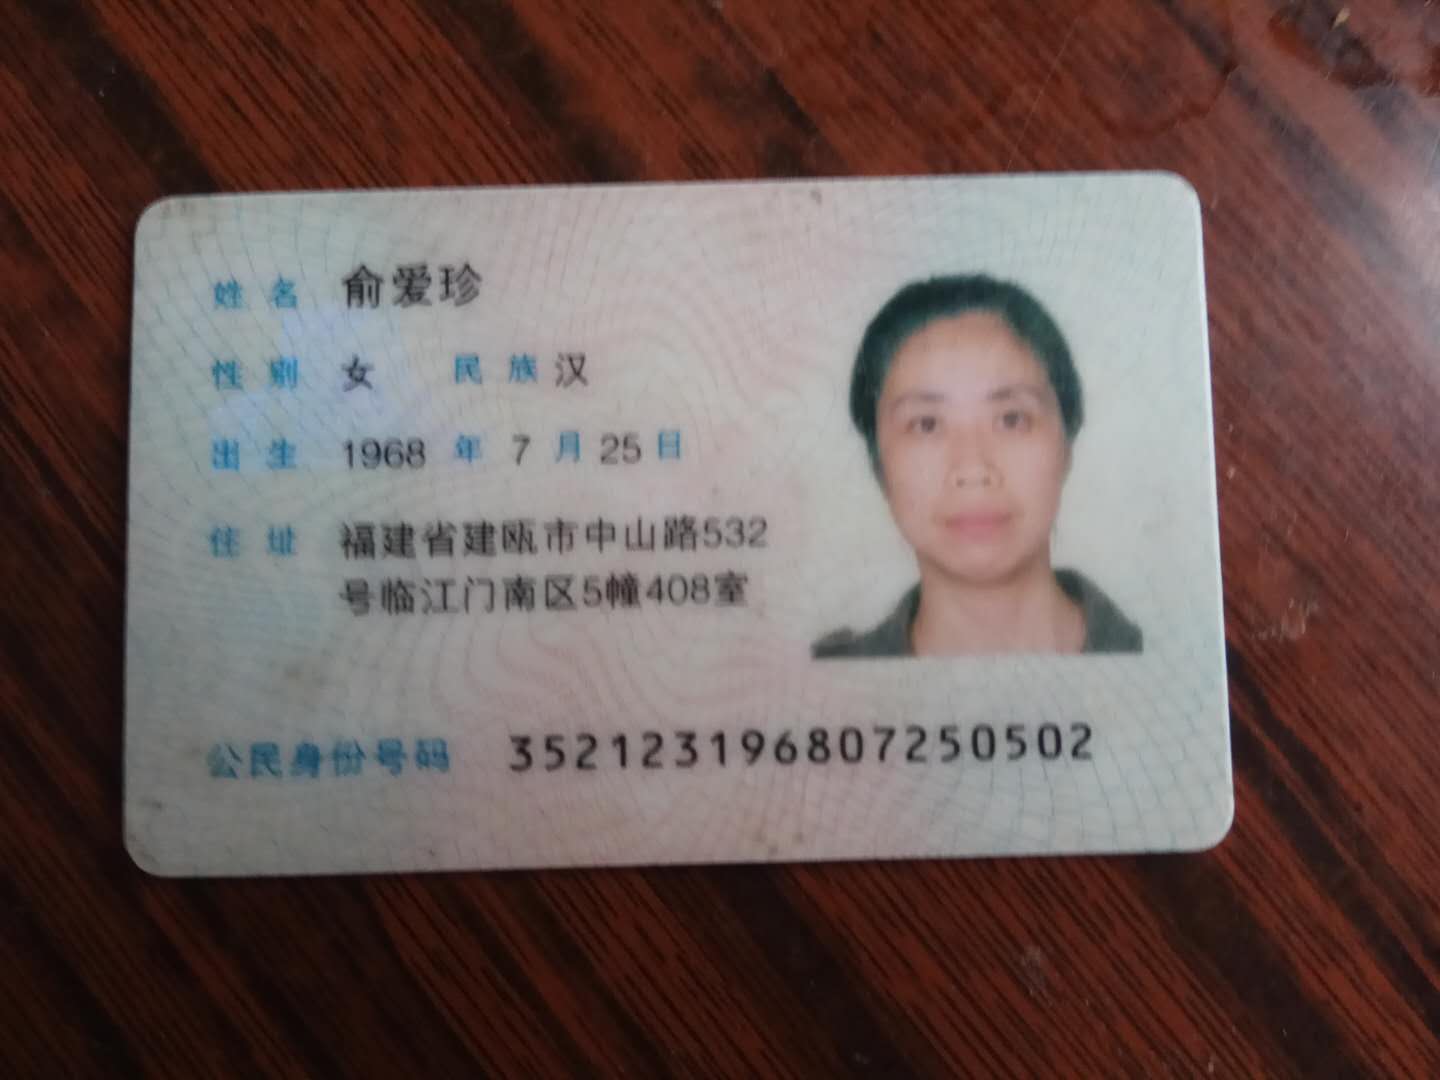 姓名 俞爱珍
性别 女 民族 汉
出生 1968 年 7 月 25 日
住址 福建省建瓯市中山路532
号临江门南区5幢408室
公民身份号码 352123196807250502